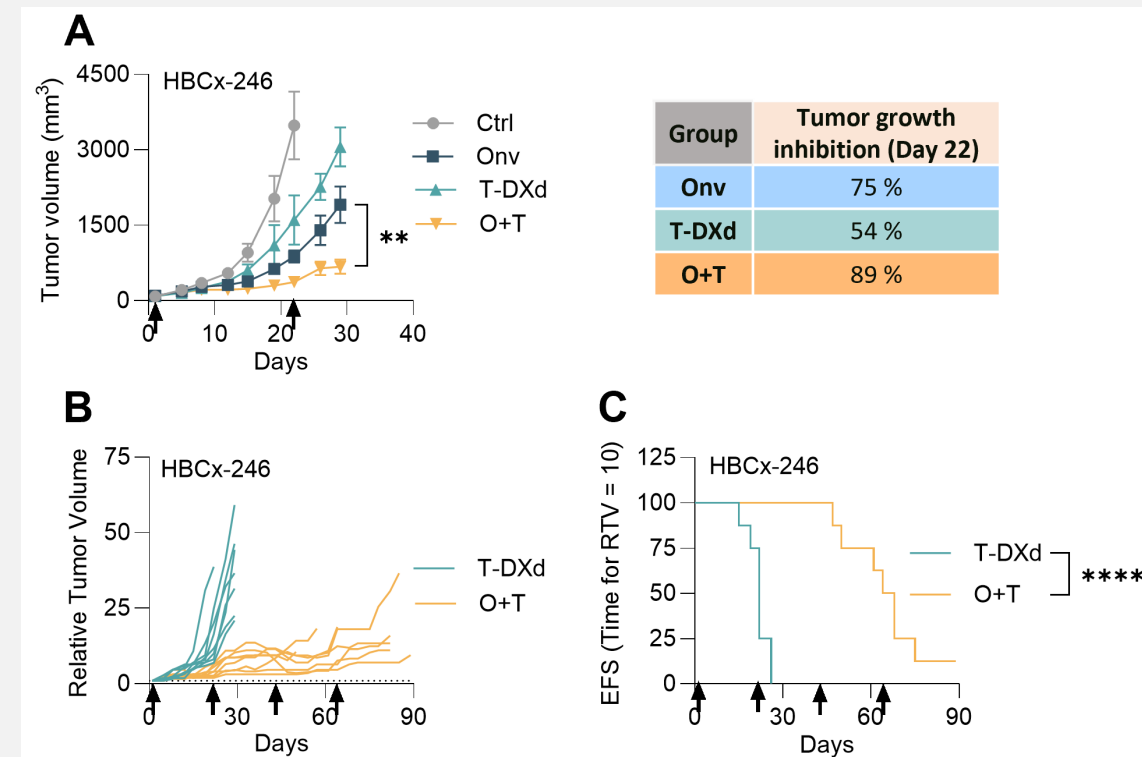 A
HBCx-246
Tumor volume (mm³)
4500
3000
1500
0
0 10 20 30 40
Days
Ctrl
Onv
T-DXd
O+T
**
Group Tumor growth inhibition (Day 22)
Onv 75 %
T-DXd 54 %
O+T 89 %
B
HBCx-246
Relative Tumor Volume
75
50
25
0
0 30 60 90
Days
T-DXd
O+T
C
HBCx-246
EFS (Time for RTV = 10)
125
100
75
50
25
0
0 30 60 90
Days
T-DXd
O+T
****